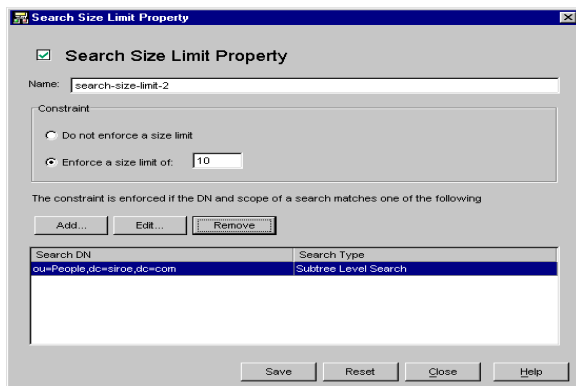 Search Size Limit Property
Search Size Limit Property
Name: search-size-limit-2
Constraint
Do not enforce a size limit
Enforce a size limit of: 10
The constraint is enforced if the DN and scope of a search matches one of the following
Add... Edit... Remove
Search DN Search Type
ou=People,dc=siroe,dc=com Subtree Level Search
Save Reset Close Help